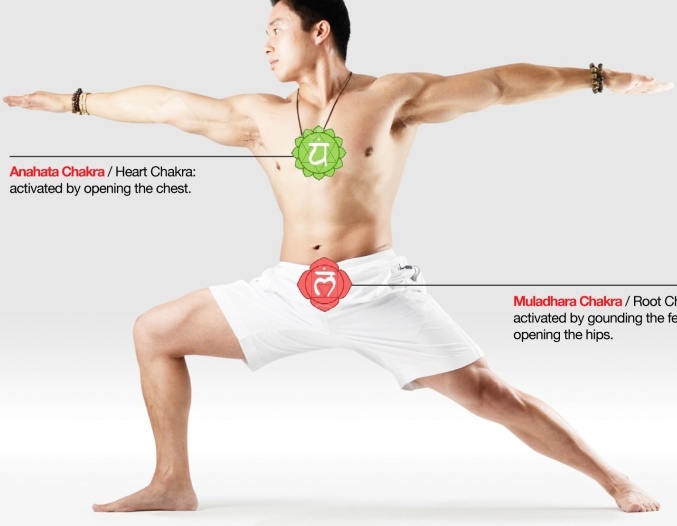 यं
Anahata Chakra / Heart Chakra:
activated by opening the chest.
लं
Muladhara Chakra / Root Ch
activated by gounding the fe
opening the hips.